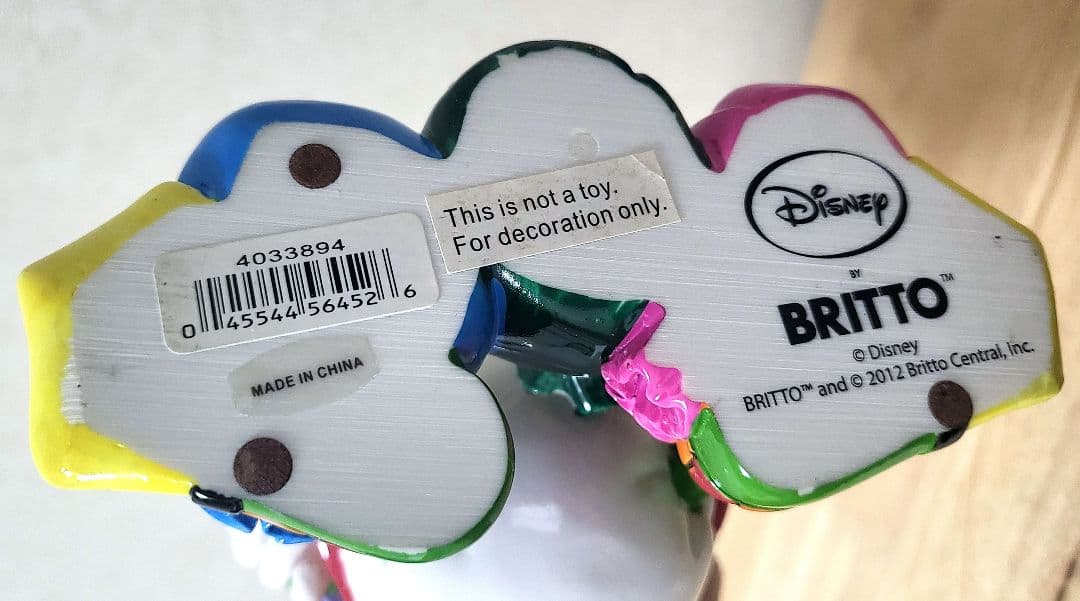 4033894
0 45544 56452 6
MADE IN CHINA
This is not a toy.
For decoration only.
Disney
BY
BRITTO™
© Disney
BRITTO™ and © 2012 Britto Central, Inc.